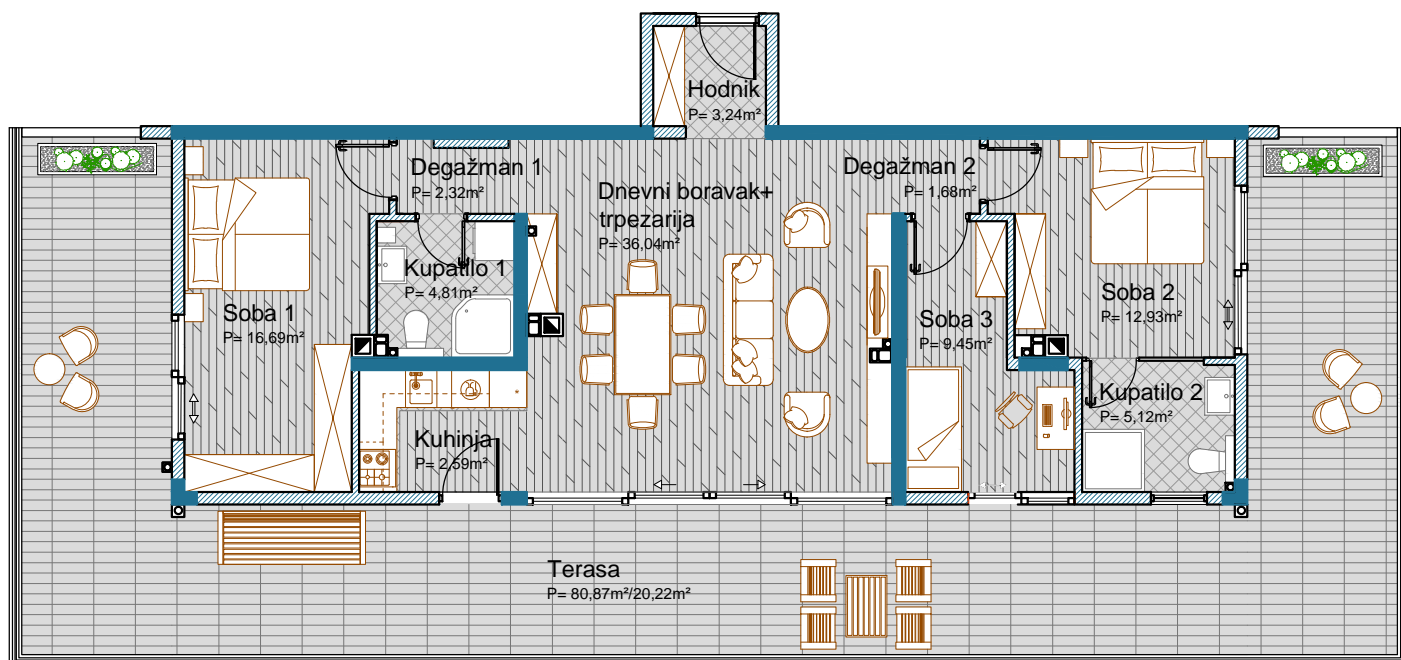 Hodnik
P= 3,24m²
Degažman 1
P= 2,32m²
Dnevni boravak+
trpezarija
P= 36,04m²
Degažman 2
P= 1,68m²
Kupatilo 1
P= 4,81m²
Soba 1
P= 16,69m²
Soba 3
P= 9,45m²
Soba 2
P= 12,93m²
Kuhinja
P= 2,59m²
Kupatilo 2
P= 5,12m²
Terasa
P= 80,87m²/20,22m²